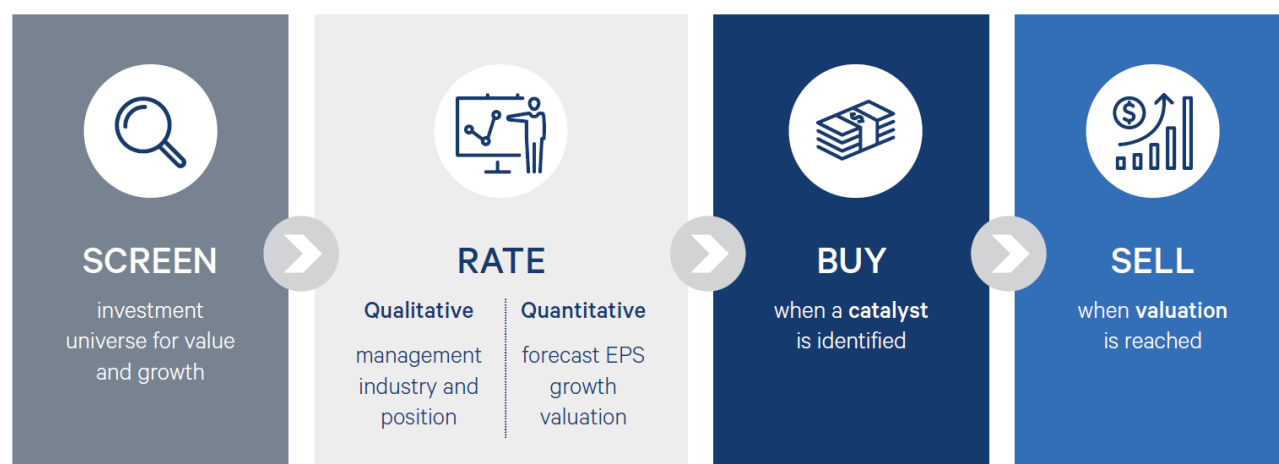 SCREEN
investment
universe for value
and growth
RATE
Qualitative
management
industry and
position
Quantitative
forecast EPS
growth
valuation
$
BUY
when a catalyst
is identified
$
SELL
when valuation
is reached